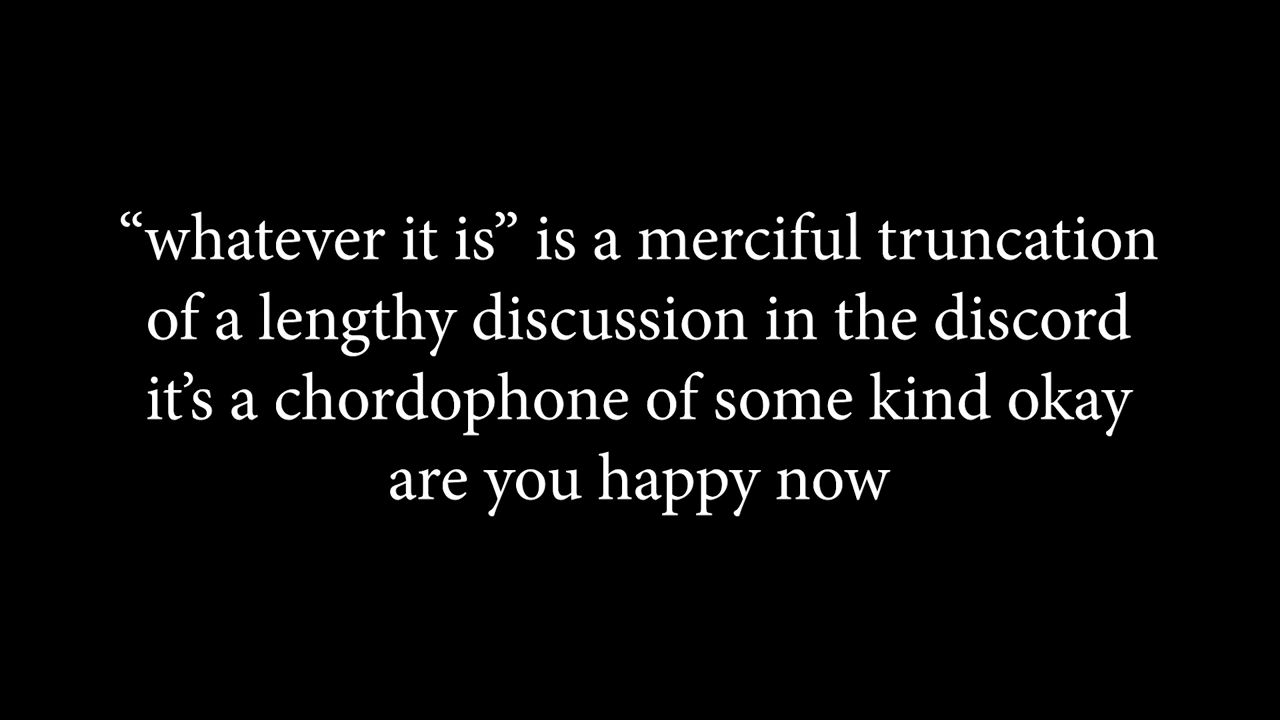 “whatever it is” is a merciful truncation
of a lengthy discussion in the discord
it’s a chordophone of some kind okay
are you happy now